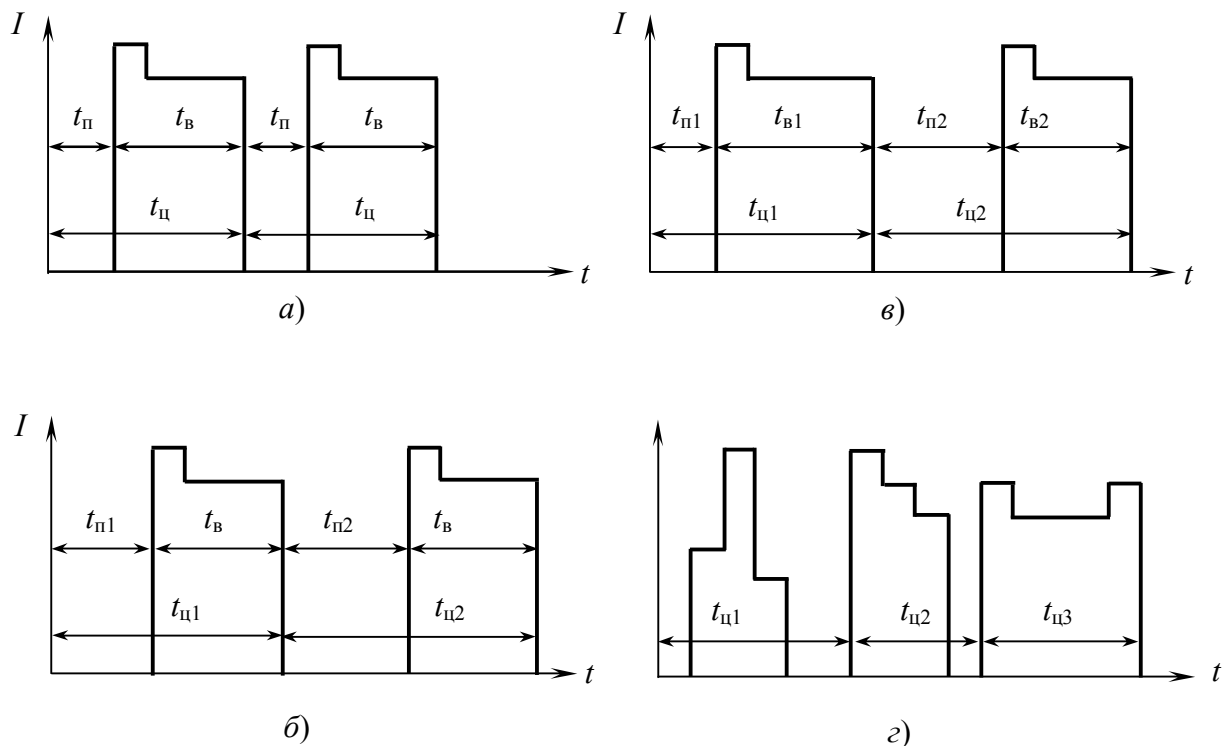 I
I
tп tв tп tв
tп1 tв1 tп2 tв2
tц tц
tц1 tц2
t
t
а)
в)
I
tп1 tв tп2 tв
tц1 tц2
tц1 tц2 tц3
t
t
б)
г)